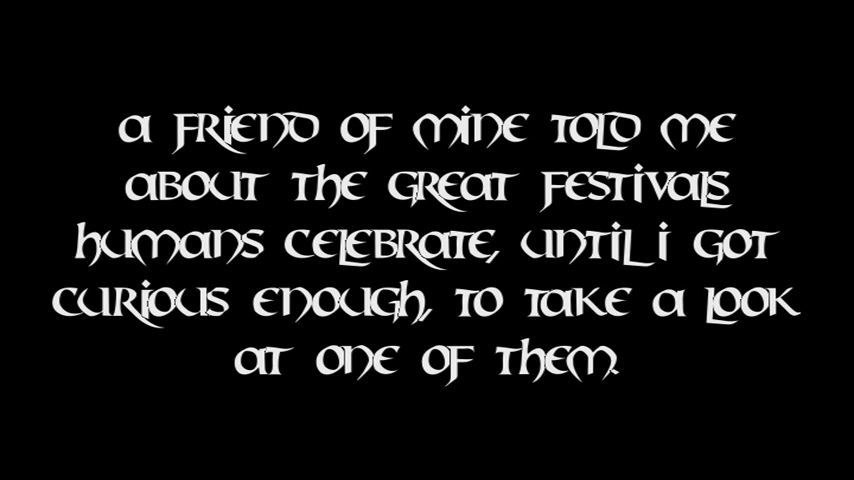 A FRIEND OF MINE TOLD ME
ABOUT THE GREAT FESTIVALS
HUMANS CELEBRATE, UNTIL I GOT
CURIOUS ENOUGH, TO TAKE A LOOK
AT ONE OF THEM.